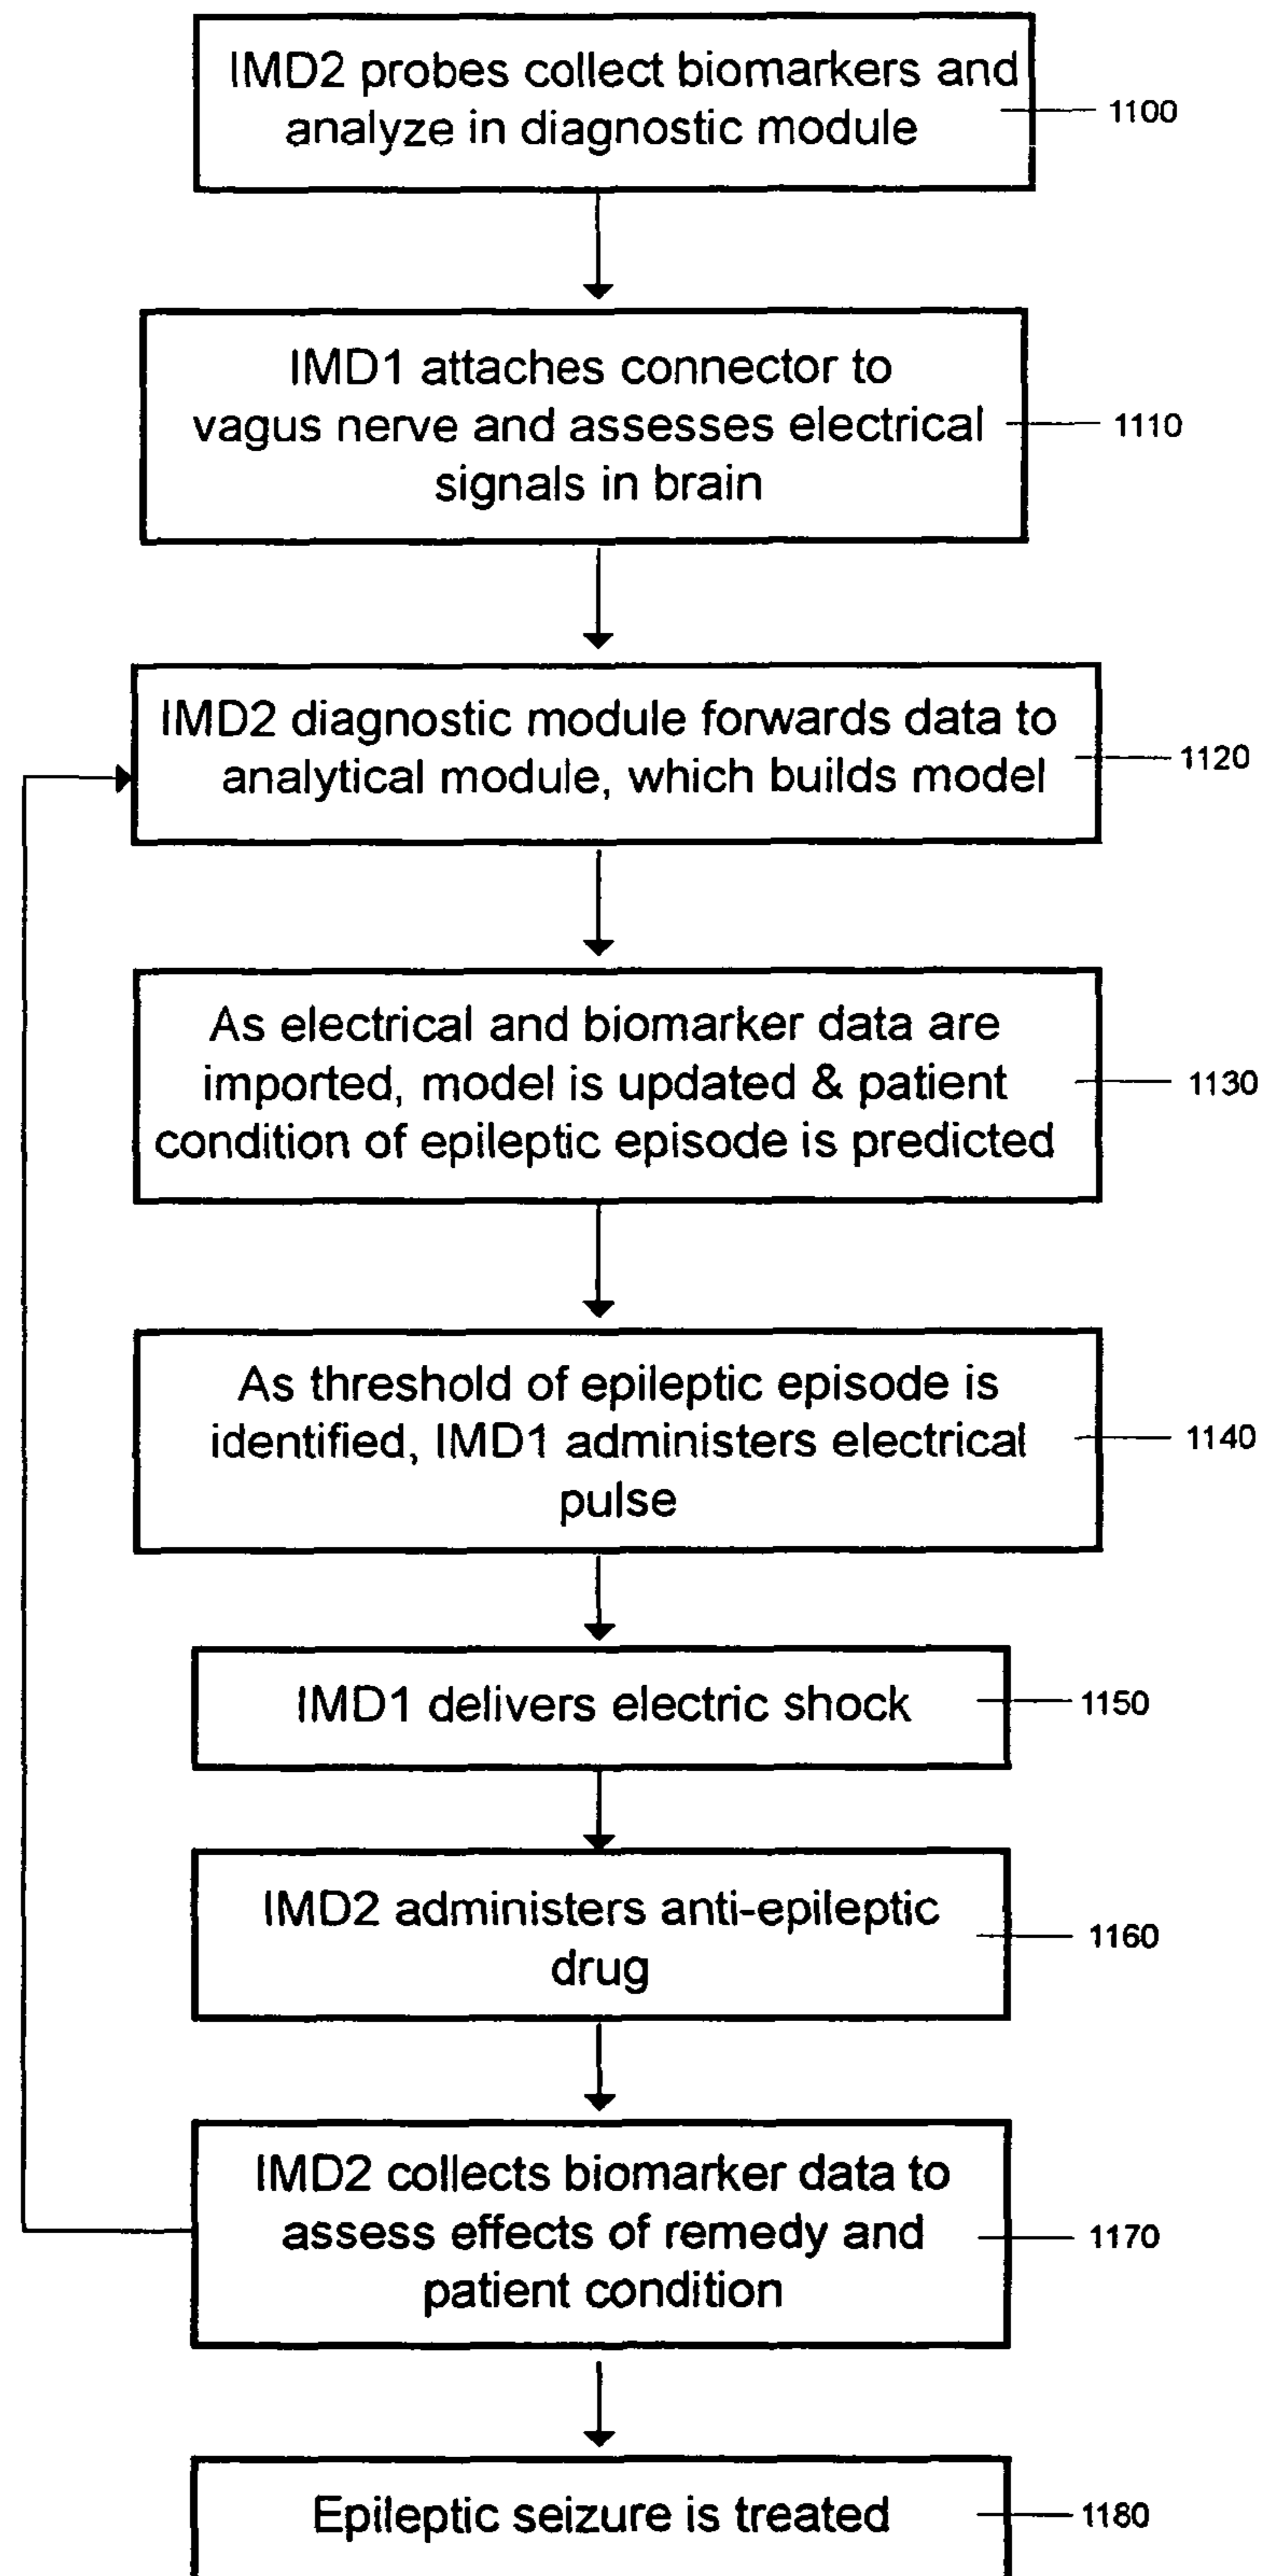 IMD2 probes collect biomarkers and
analyze in diagnostic module
1100
IMD1 attaches connector to
vagus nerve and assesses electrical
signals in brain
1110
IMD2 diagnostic module forwards data to
analytical module, which builds model
1120
As electrical and biomarker data are
imported, model is updated & patient
condition of epileptic episode is predicted
1130
As threshold of epileptic episode is
identified, IMD1 administers electrical
pulse
1140
IMD1 delivers electric shock
1150
IMD2 administers anti-epileptic
drug
1160
IMD2 collects biomarker data to
assess effects of remedy and
patient condition
1170
Epileptic seizure is treated
1180